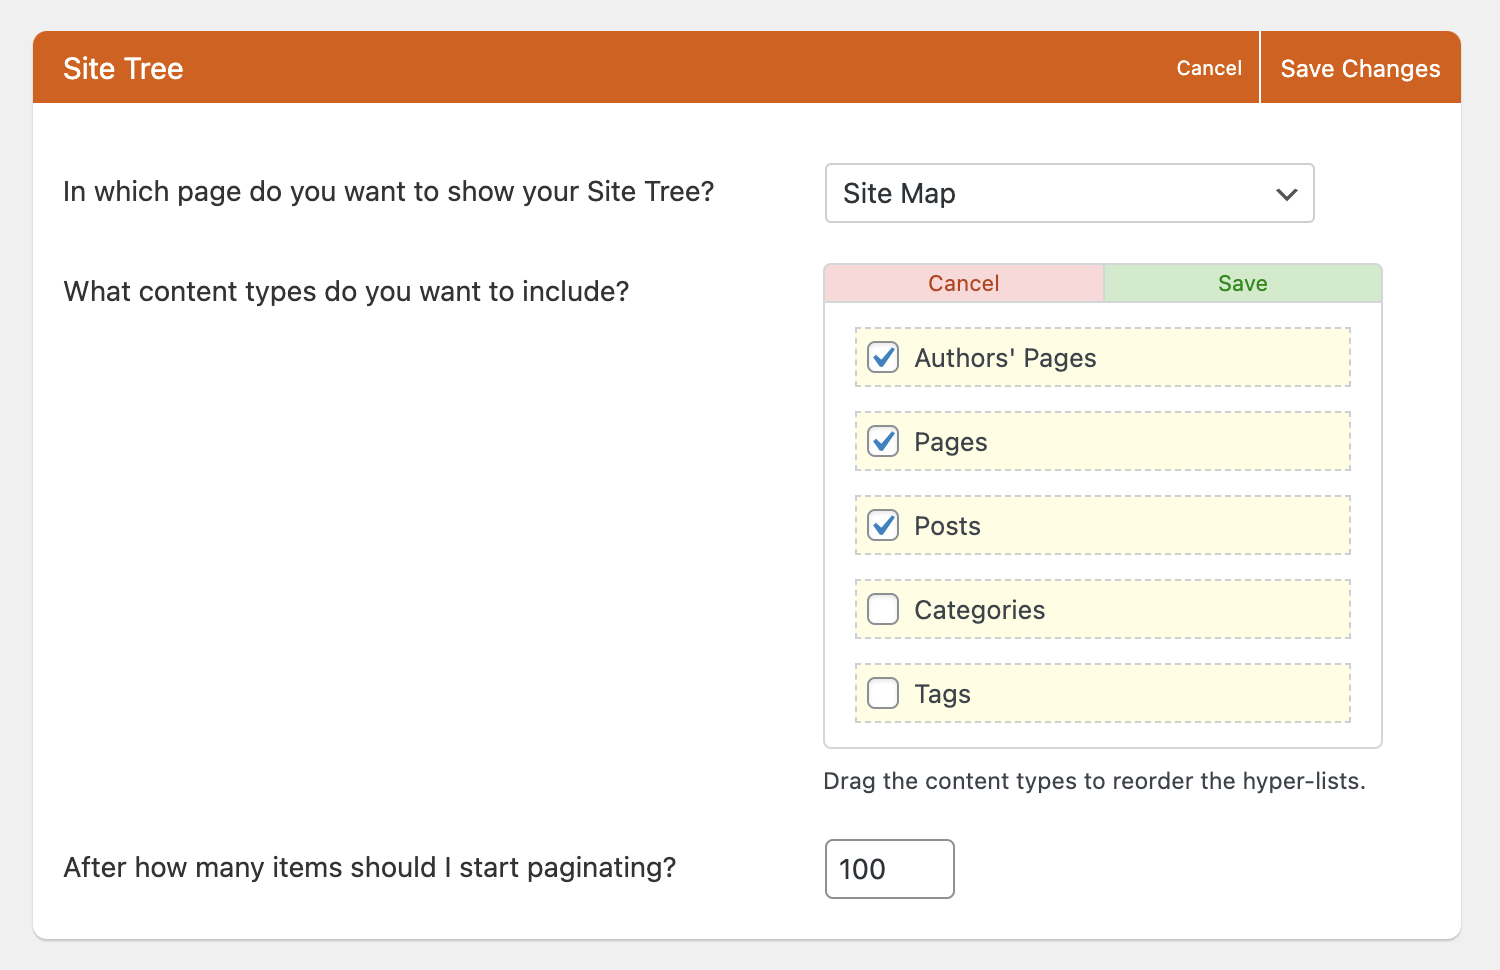 Site Tree
Cancel
Save Changes
In which page do you want to show your Site Tree?
Site Map
What content types do you want to include?
Cancel
Save
Authors' Pages
Pages
Posts
Categories
Tags
Drag the content types to reorder the hyper-lists.
After how many items should I start paginating?
100